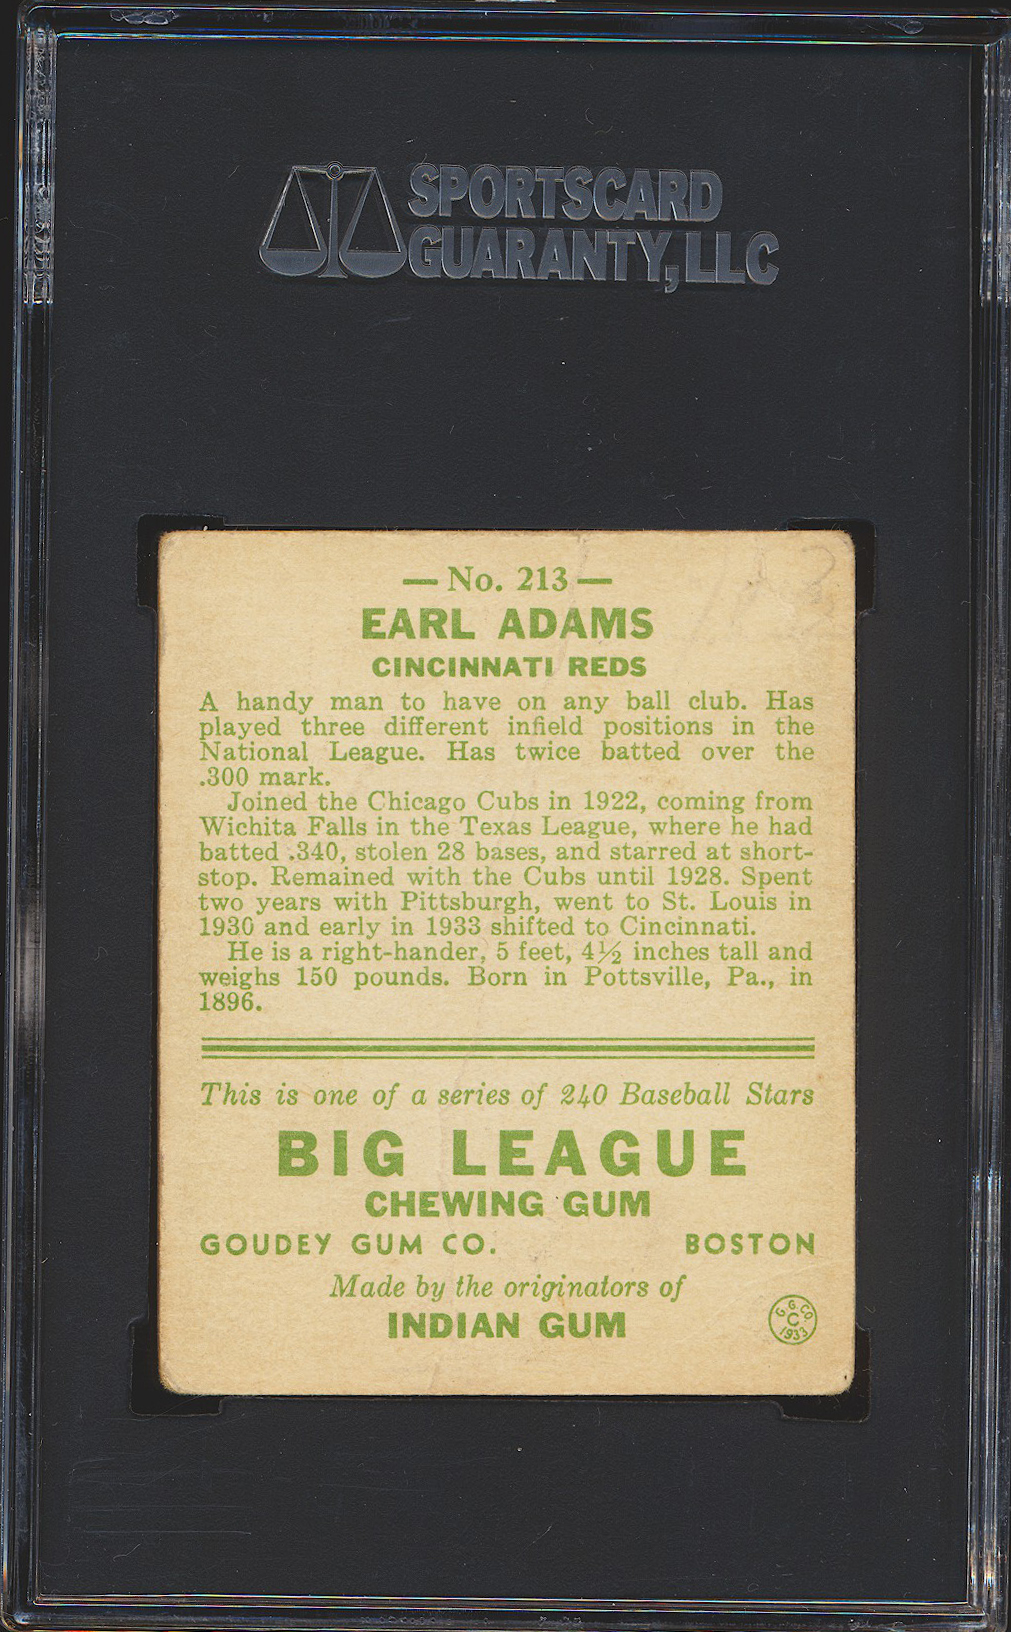 SPORTSCARD
GUARANTY, LLC
— No. 213 —
EARL ADAMS
CINCINNATI REDS
A handy man to have on any ball club. Has
played three different infield positions in the
National League. Has twice batted over the
.300 mark.
Joined the Chicago Cubs in 1922, coming from
Wichita Falls in the Texas League, where he had
batted .340, stolen 28 bases, and starred at short-
stop. Remained with the Cubs until 1928. Spent
two years with Pittsburgh, went to St. Louis in
1930 and early in 1933 shifted to Cincinnati.
He is a right-hander, 5 feet, 4½ inches tall and
weighs 150 pounds. Born in Pottsville, Pa., in
1896.
This is one of a series of 240 Baseball Stars
BIG LEAGUE
CHEWING GUM
GOUDEY GUM CO. BOSTON
Made by the originators of
INDIAN GUM
G. G. CO.
C
1933